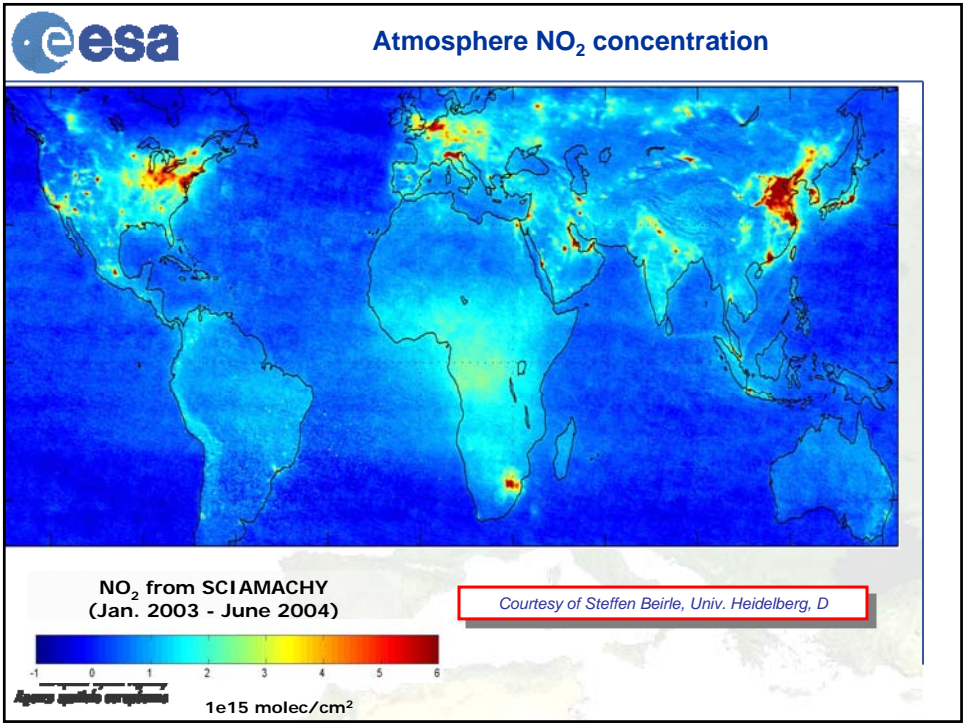 esa
Atmosphere NO₂ concentration
NO₂ from SCIAMACHY
(Jan. 2003 - June 2004)
Courtesy of Steffen Beirle, Univ. Heidelberg, D
-1 0 1 2 3 4 5 6
1e15 molec/cm²